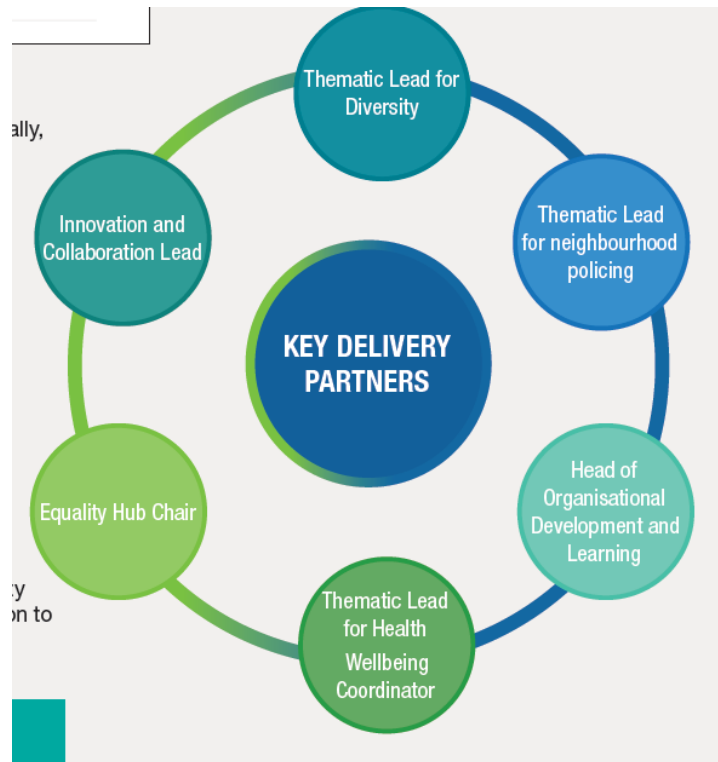 ally,
Thematic Lead for
Diversity
Thematic Lead
for neighbourhood
policing
Innovation and
Collaboration Lead
KEY DELIVERY
PARTNERS
Head of
Organisational
Development and
Learning
Equality Hub Chair
Thematic Lead
for Health
Wellbeing
Coordinator
on to